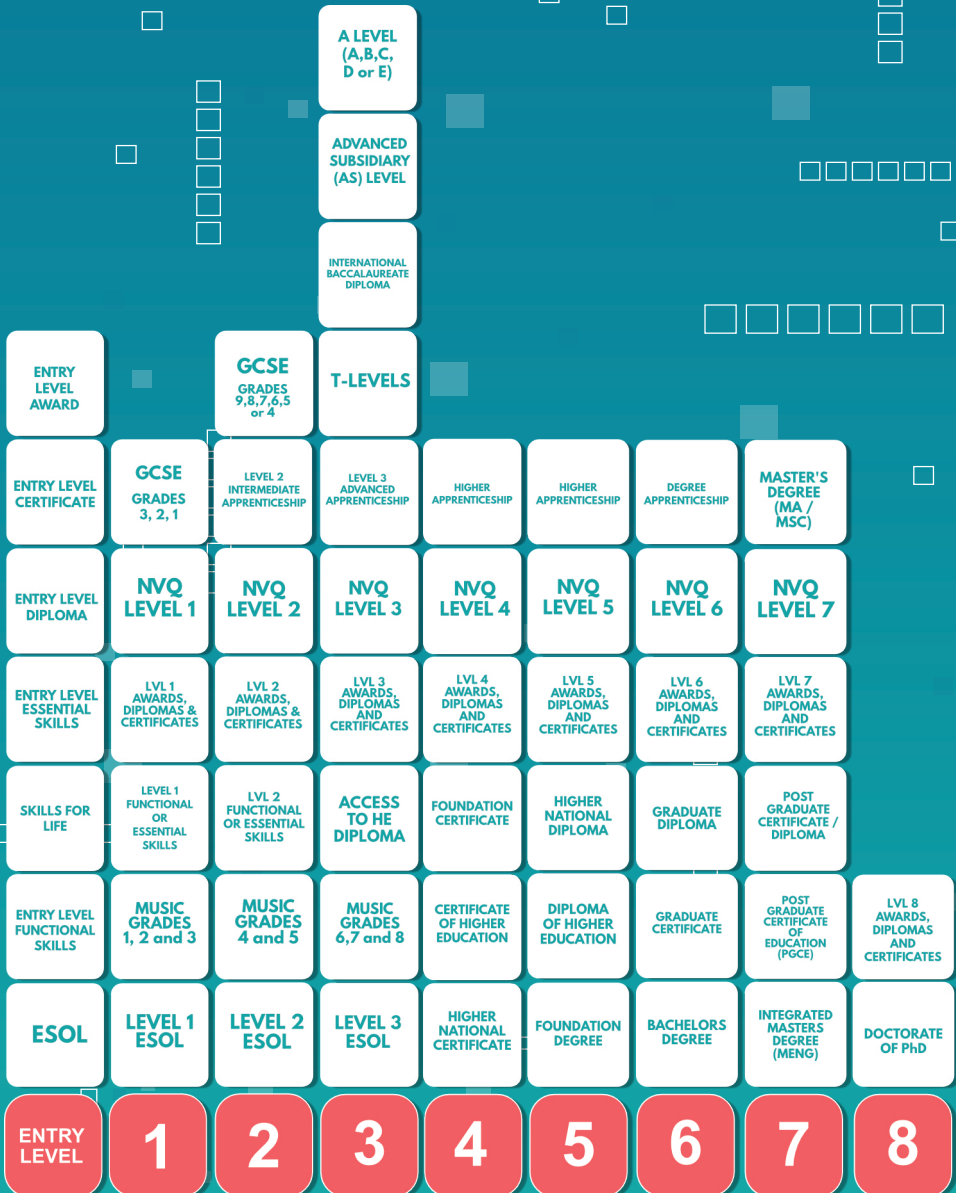 A LEVEL
(A,B,C,
D or E)
ADVANCED
SUBSIDIARY
(AS) LEVEL
INTERNATIONAL
BACCALAUREATE
DIPLOMA
ENTRY
LEVEL
AWARD
GCSE
GRADES
9,8,7,6,5
or 4
T-LEVELS
ENTRY LEVEL
CERTIFICATE
GCSE
GRADES
3, 2, 1
LEVEL 2
INTERMEDIATE
APPRENTICESHIP
LEVEL 3
ADVANCED
APPRENTICESHIP
HIGHER
APPRENTICESHIP
HIGHER
APPRENTICESHIP
DEGREE
APPRENTICESHIP
MASTER'S
DEGREE
(MA /
MSC)
ENTRY LEVEL
DIPLOMA
NVQ
LEVEL 1
NVQ
LEVEL 2
NVQ
LEVEL 3
NVQ
LEVEL 4
NVQ
LEVEL 5
NVQ
LEVEL 6
NVQ
LEVEL 7
ENTRY LEVEL
ESSENTIAL
SKILLS
LVL 1
AWARDS,
DIPLOMAS &
CERTIFICATES
LVL 2
AWARDS,
DIPLOMAS &
CERTIFICATES
LVL 3
AWARDS,
DIPLOMAS
AND
CERTIFICATES
LVL 4
AWARDS,
DIPLOMAS
AND
CERTIFICATES
LVL 5
AWARDS,
DIPLOMAS
AND
CERTIFICATES
LVL 6
AWARDS,
DIPLOMAS
AND
CERTIFICATES
LVL 7
AWARDS,
DIPLOMAS
AND
CERTIFICATES
SKILLS FOR
LIFE
LEVEL 1
FUNCTIONAL
OR
ESSENTIAL
SKILLS
LVL 2
FUNCTIONAL
OR ESSENTIAL
SKILLS
ACCESS
TO HE
DIPLOMA
FOUNDATION
CERTIFICATE
HIGHER
NATIONAL
DIPLOMA
GRADUATE
DIPLOMA
POST
GRADUATE
CERTIFICATE /
DIPLOMA
ENTRY LEVEL
FUNCTIONAL
SKILLS
MUSIC
GRADES
1, 2 and 3
MUSIC
GRADES
4 and 5
MUSIC
GRADES
6,7 and 8
CERTIFICATE
OF HIGHER
EDUCATION
DIPLOMA
OF HIGHER
EDUCATION
GRADUATE
CERTIFICATE
POST
GRADUATE
CERTIFICATE
OF
EDUCATION
(PGCE)
LVL 8
AWARDS,
DIPLOMAS
AND
CERTIFICATES
ESOL
LEVEL 1
ESOL
LEVEL 2
ESOL
LEVEL 3
ESOL
HIGHER
NATIONAL
CERTIFICATE
FOUNDATION
DEGREE
BACHELORS
DEGREE
INTEGRATED
MASTERS
DEGREE
(MENG)
DOCTORATE
OF PhD
ENTRY
LEVEL
1
2
3
4
5
6
7
8